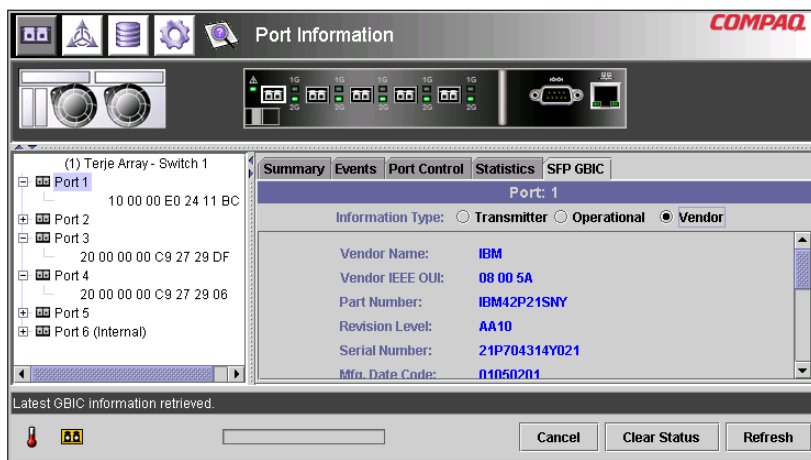 Port Information
COMPAQ
1G 1G 1G 1G 1G
2G 2G 2G 2G 2G
(1) Terje Array - Switch 1
Port 1
10 00 00 E0 24 11 BC
Port 2
Port 3
20 00 00 00 C9 27 29 DF
Port 4
20 00 00 00 C9 27 29 06
Port 5
Port 6 (Internal)
Summary Events Port Control Statistics SFP GBIC
Port: 1
Information Type: Transmitter Operational Vendor
Vendor Name: IBM
Vendor IEEE OUI: 08 00 5A
Part Number: IBM42P21SNY
Revision Level: AA10
Serial Number: 21P704314Y021
Mfg. Date Code: 01050201
Latest GBIC information retrieved.
Cancel Clear Status Refresh